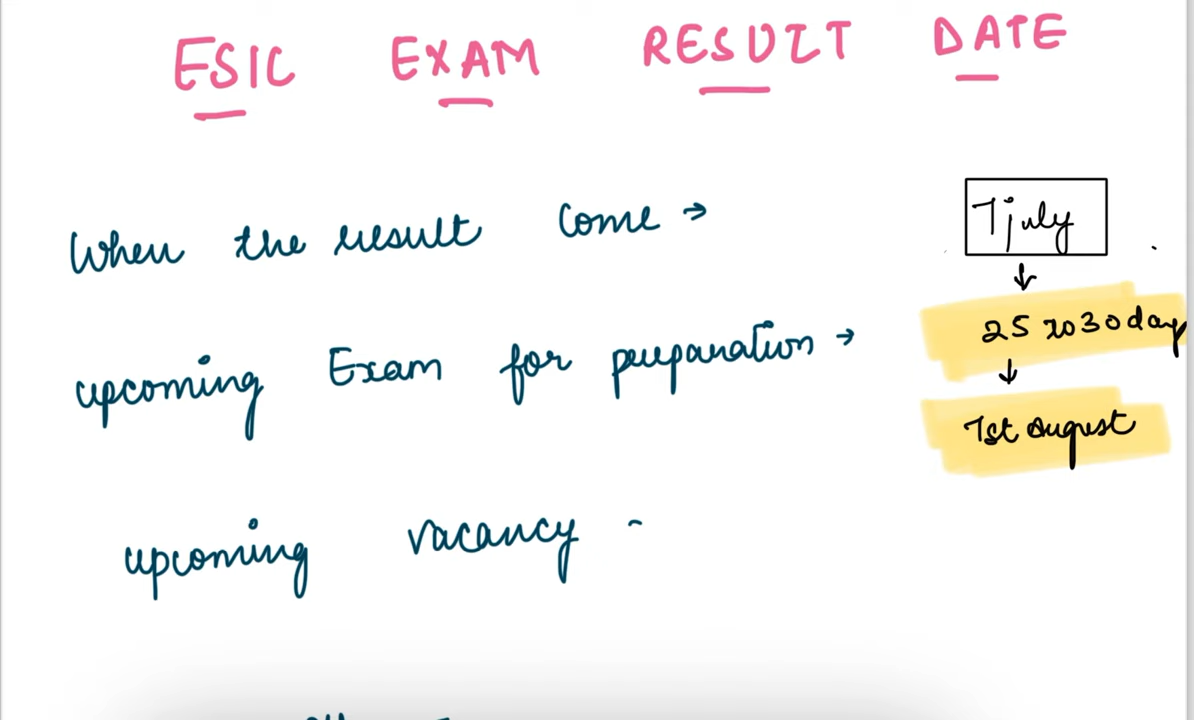 ESIC EXAM RESULT DATE
When the result come → 7 july
↓
upcoming Exam for preparation → 25 to 30 day
↓
1st august
upcoming vacancy -